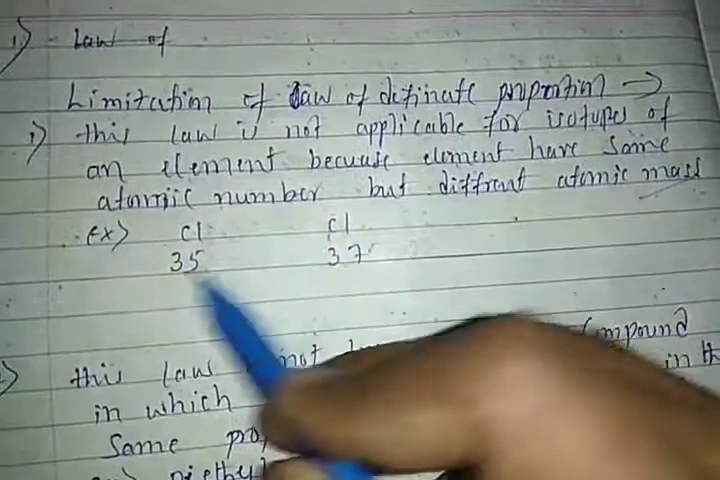 1) Law of
Limitation of Law of definate proportion →
1) this law is not applicable for isotopes of
an element because element have same
atomic number but diffrent atomic mass
ex) Cl Cl
35 37
2) this law not compound
in which in th
Same pro